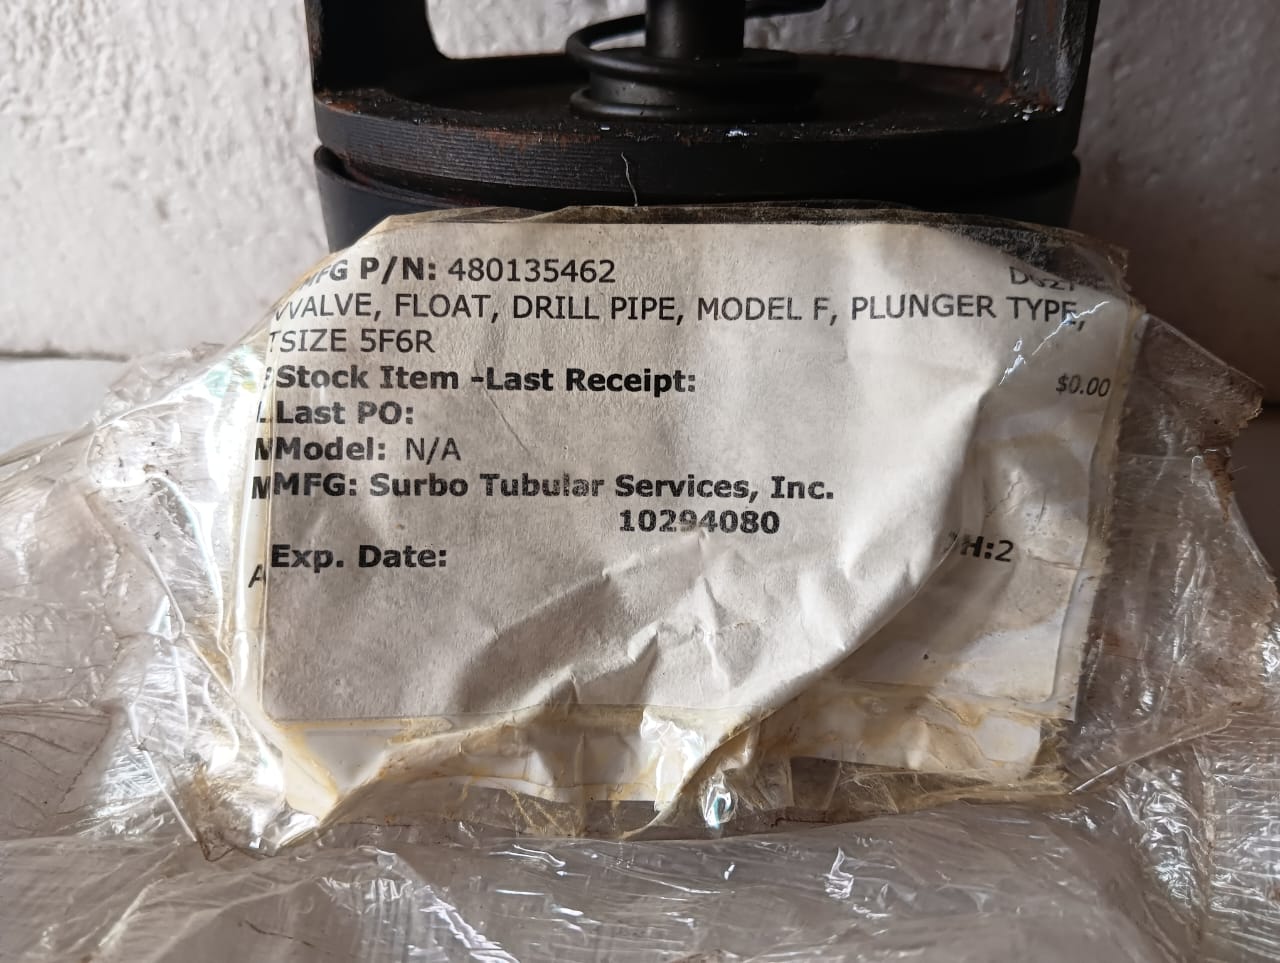 MFG P/N: 480135462
VALVE, FLOAT, DRILL PIPE, MODEL F, PLUNGER TYPE,
SIZE 5F6R
Stock Item -Last Receipt: $0.00
Last PO:
Model: N/A
MFG: Surbo Tubular Services, Inc.
10294080
Exp. Date: H:2